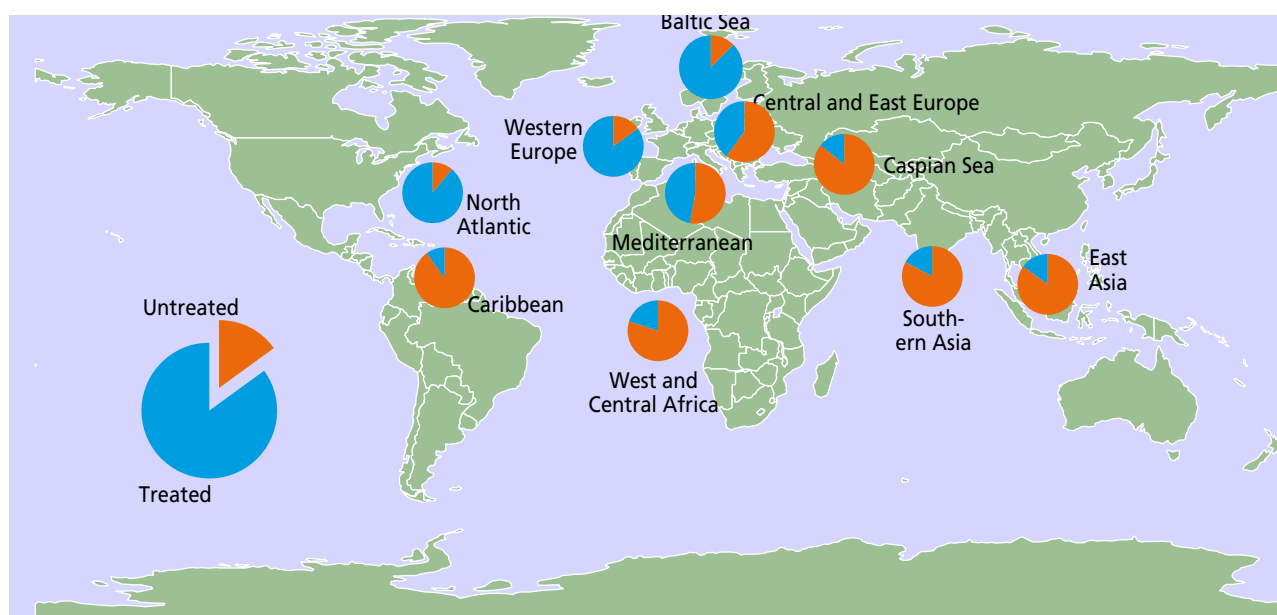 Baltic Sea
Central and East Europe
Western
Europe
Caspian Sea
North
Atlantic
Mediterranean
East
Asia
Caribbean
Untreated
South-
ern Asia
West and
Central Africa
Treated